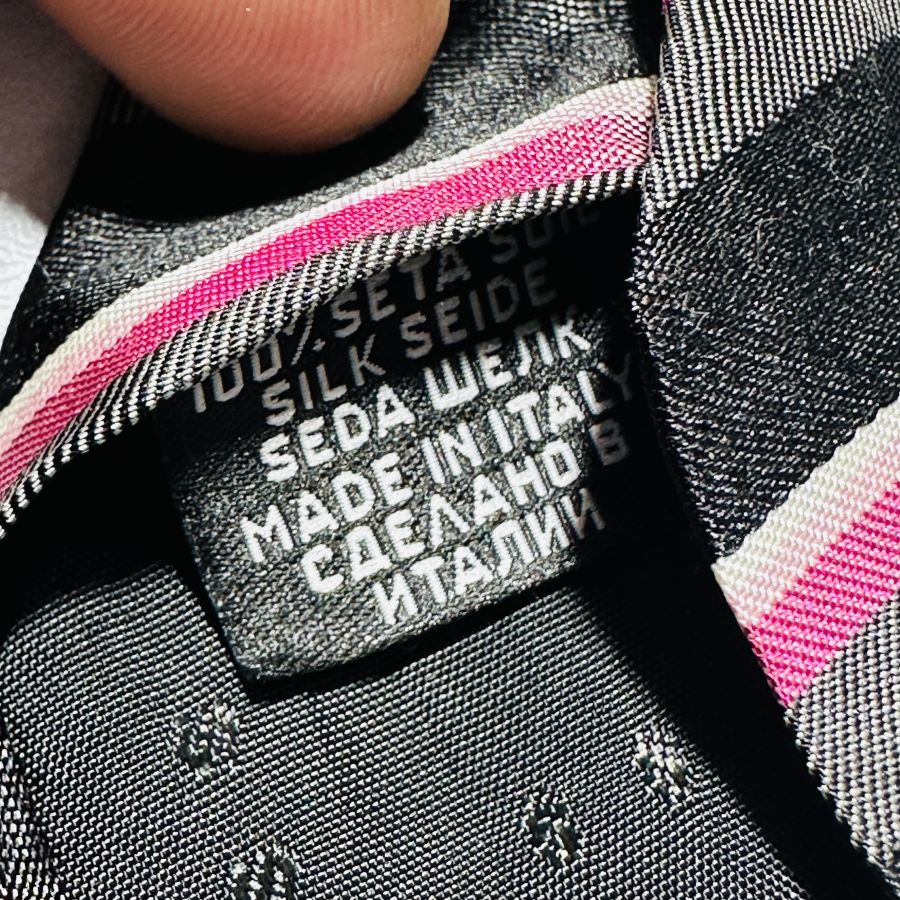 100% SETA SOIE
SILK SEIDE
SEDA ШЕЛК
MADE IN ITALY
СДЕЛАНО В
ИТАЛИИ